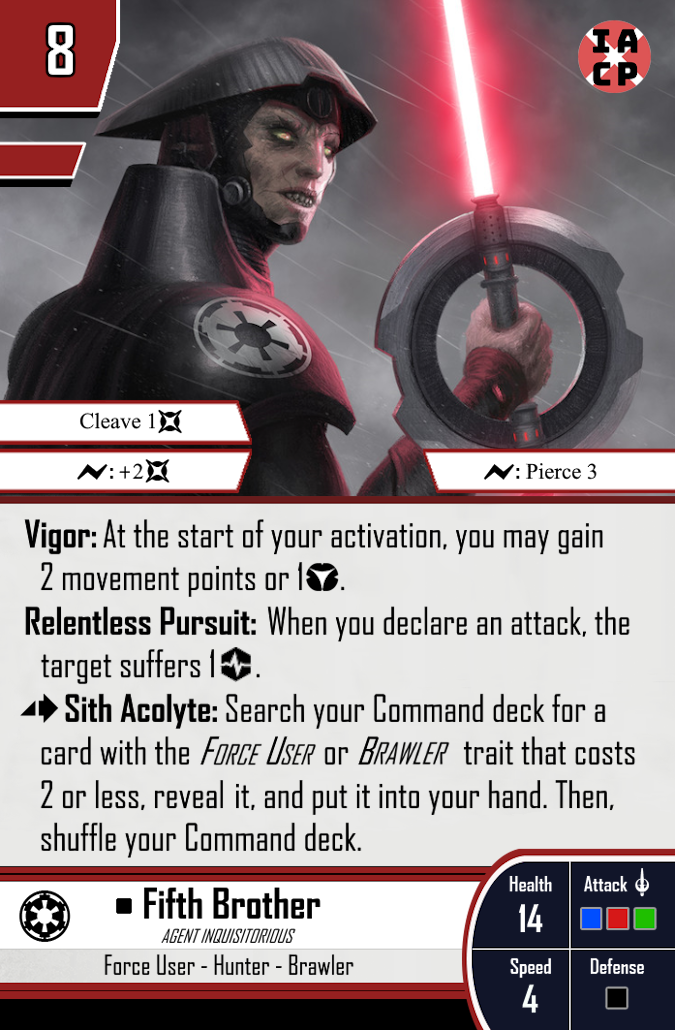 8
IA
CP
Cleave 1
: +2
: Pierce 3
Vigor: At the start of your activation, you may gain
2 movement points or 1 .
Relentless Pursuit: When you declare an attack, the
target suffers 1 .
Sith Acolyte: Search your Command deck for a
card with the FORCE USER or BRAWLER trait that costs
2 or less, reveal it, and put it into your hand. Then,
shuffle your Command deck.
Fifth Brother
AGENT INQUISITORIOUS
Force User - Hunter - Brawler
Health
14
Attack
Speed
4
Defense